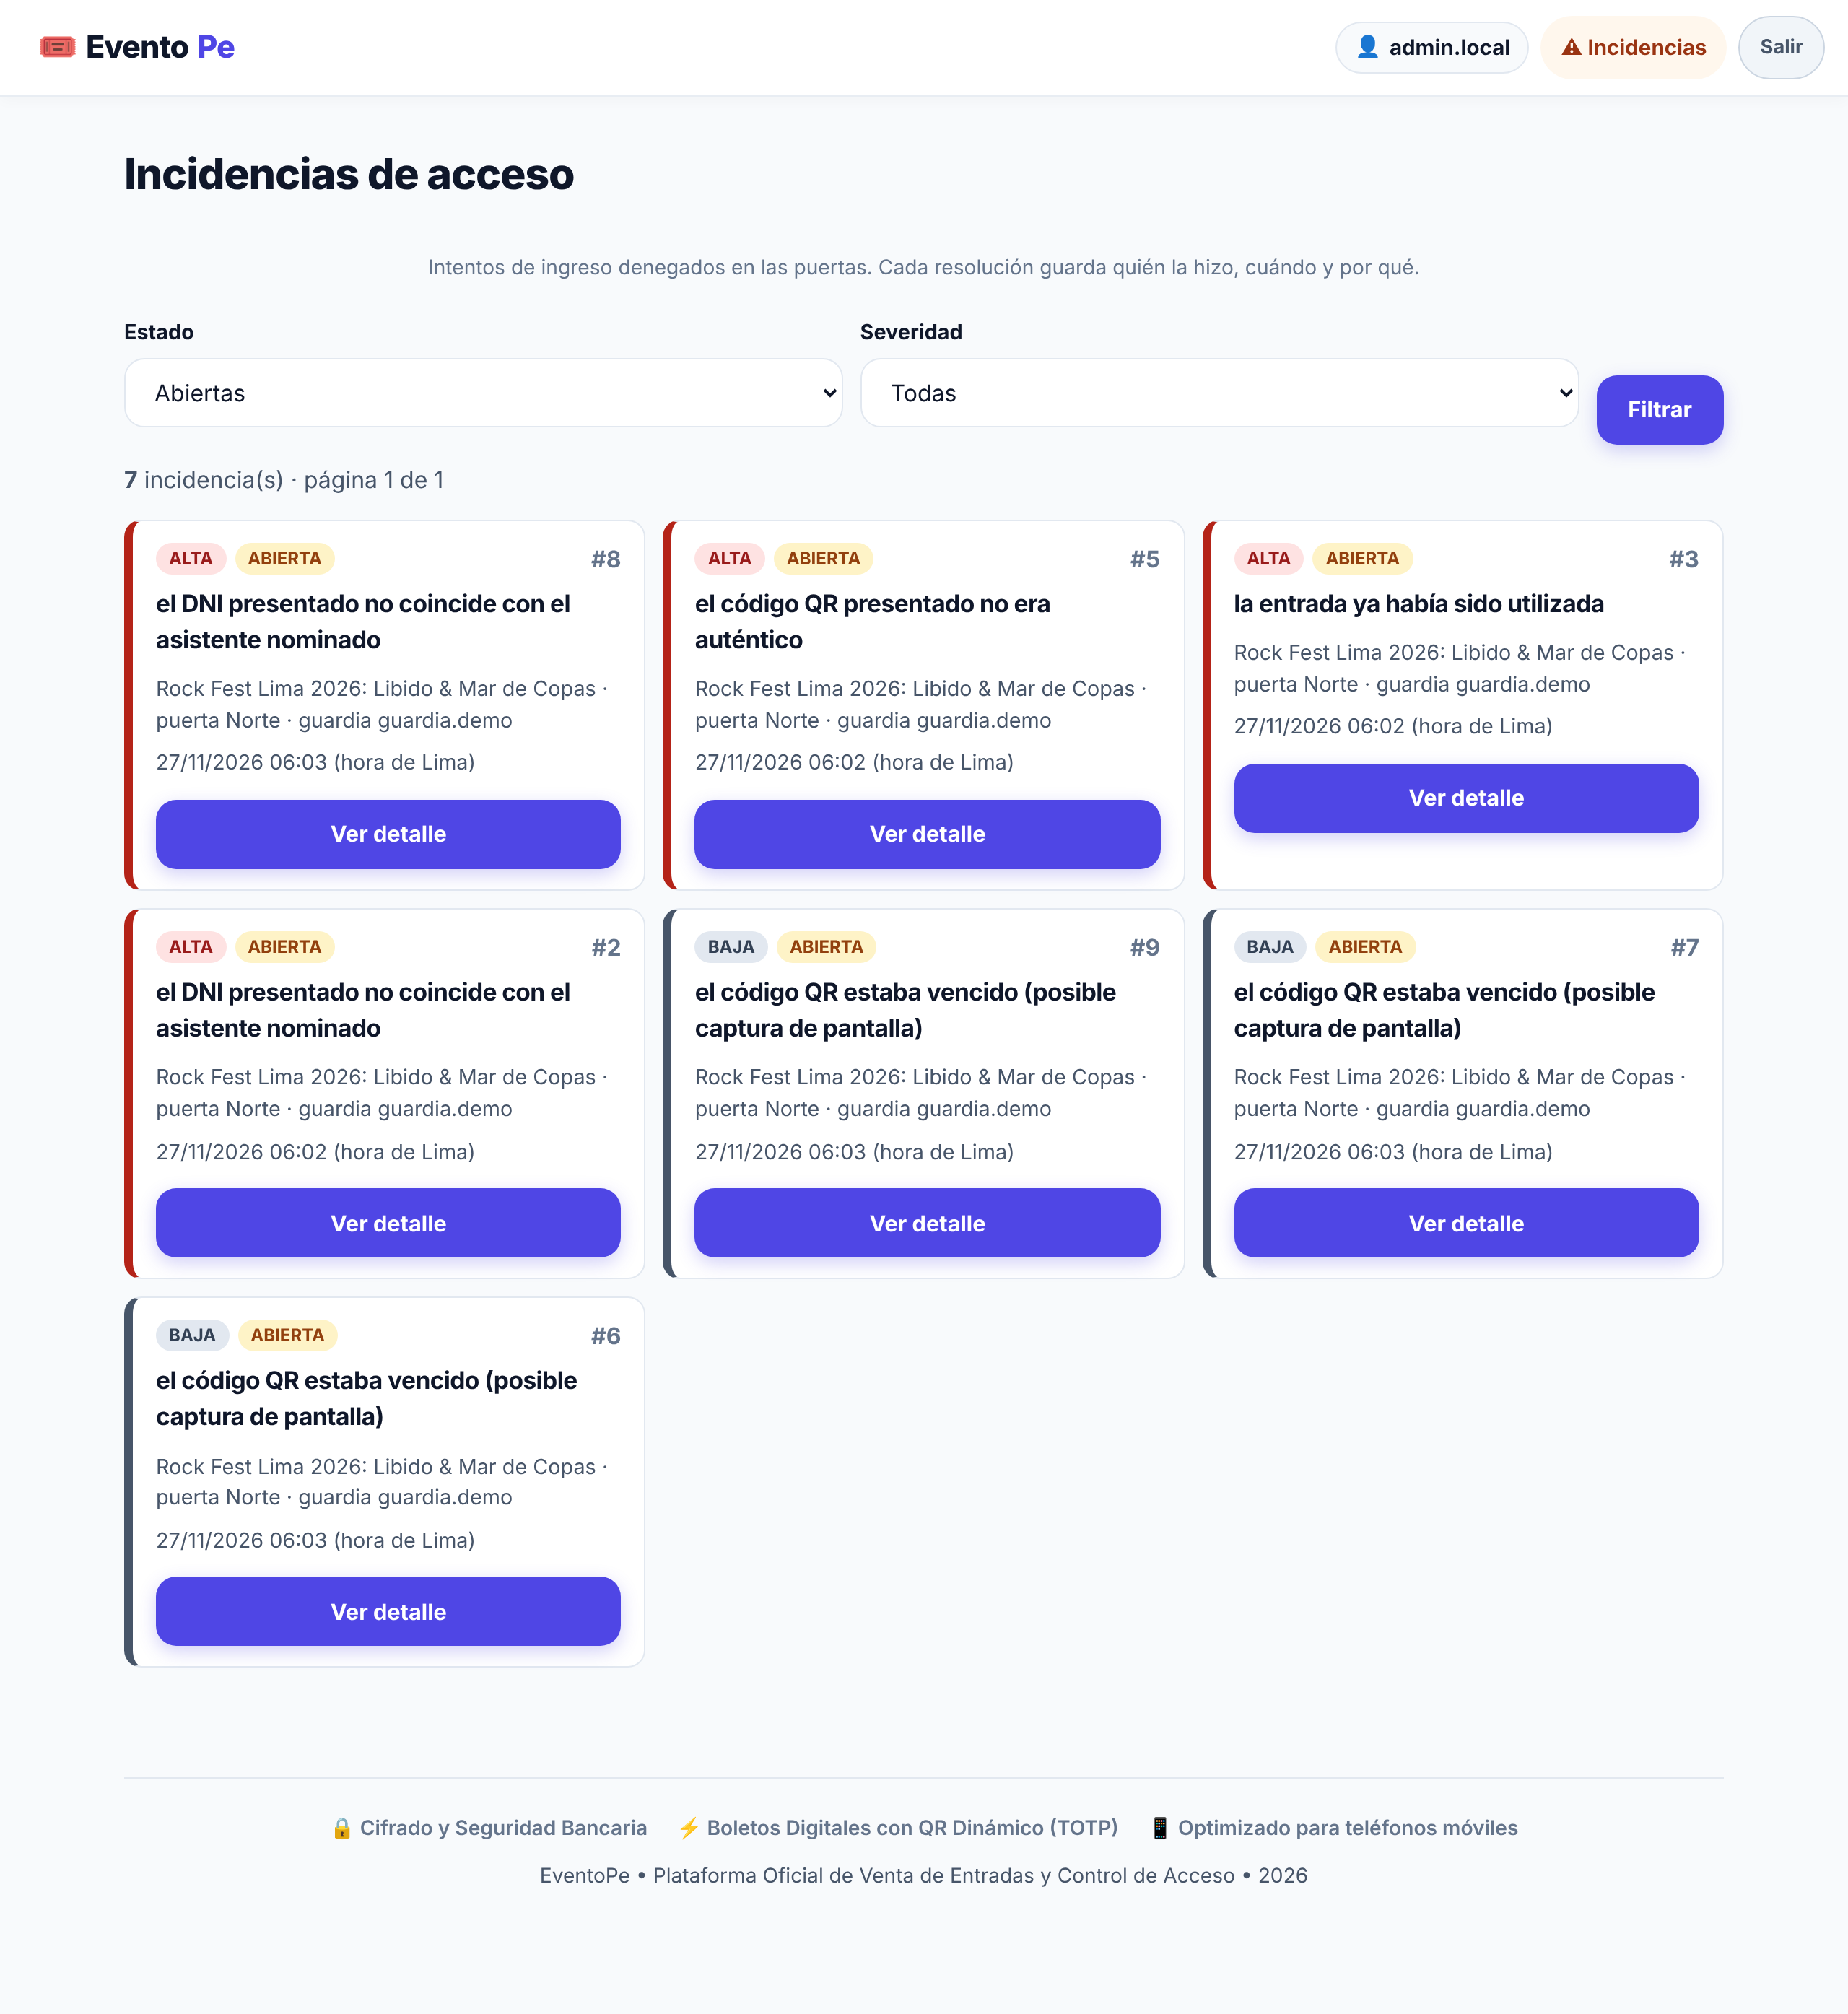 Evento Pe
admin.local
Incidencias
Salir
Incidencias de acceso
Intentos de ingreso denegados en las puertas. Cada resolución guarda quién la hizo, cuándo y por qué.
Estado
Severidad
Abiertas
Todas
Filtrar
7 incidencia(s) · página 1 de 1
ALTA ABIERTA #8
el DNI presentado no coincide con el
asistente nominado
Rock Fest Lima 2026: Libido & Mar de Copas ·
puerta Norte · guardia guardia.demo
27/11/2026 06:03 (hora de Lima)
Ver detalle
ALTA ABIERTA #5
el código QR presentado no era
auténtico
Rock Fest Lima 2026: Libido & Mar de Copas ·
puerta Norte · guardia guardia.demo
27/11/2026 06:02 (hora de Lima)
Ver detalle
ALTA ABIERTA #3
la entrada ya había sido utilizada
Rock Fest Lima 2026: Libido & Mar de Copas ·
puerta Norte · guardia guardia.demo
27/11/2026 06:02 (hora de Lima)
Ver detalle
ALTA ABIERTA #2
el DNI presentado no coincide con el
asistente nominado
Rock Fest Lima 2026: Libido & Mar de Copas ·
puerta Norte · guardia guardia.demo
27/11/2026 06:02 (hora de Lima)
Ver detalle
BAJA ABIERTA #9
el código QR estaba vencido (posible
captura de pantalla)
Rock Fest Lima 2026: Libido & Mar de Copas ·
puerta Norte · guardia guardia.demo
27/11/2026 06:03 (hora de Lima)
Ver detalle
BAJA ABIERTA #7
el código QR estaba vencido (posible
captura de pantalla)
Rock Fest Lima 2026: Libido & Mar de Copas ·
puerta Norte · guardia guardia.demo
27/11/2026 06:03 (hora de Lima)
Ver detalle
BAJA ABIERTA #6
el código QR estaba vencido (posible
captura de pantalla)
Rock Fest Lima 2026: Libido & Mar de Copas ·
puerta Norte · guardia guardia.demo
27/11/2026 06:03 (hora de Lima)
Ver detalle
Cifrado y Seguridad Bancaria
Boletos Digitales con QR Dinámico (TOTP)
Optimizado para teléfonos móviles
EventoPe • Plataforma Oficial de Venta de Entradas y Control de Acceso • 2026